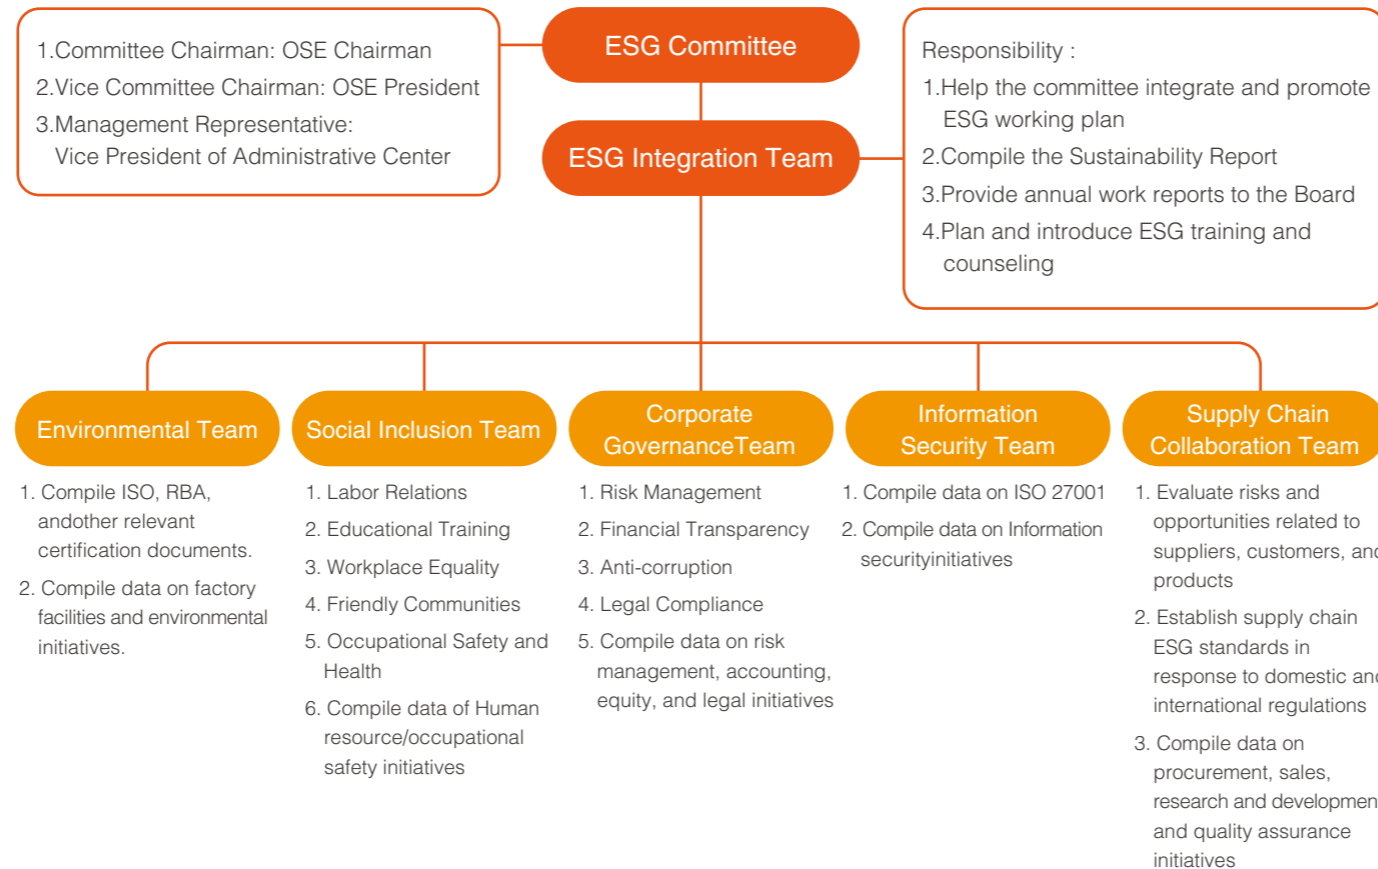 1.Committee Chairman: OSE Chairman
2.Vice Committee Chairman: OSE President
3.Management Representative:
Vice President of Administrative Center
ESG Committee
ESG Integration Team
Responsibility :
1.Help the committee integrate and promote
ESG working plan
2.Compile the Sustainability Report
3.Provide annual work reports to the Board
4.Plan and introduce ESG training and
counseling
Environmental Team
1. Compile ISO, RBA,
andother relevant
certification documents.
2. Compile data on factory
facilities and environmental
initiatives.
Social Inclusion Team
1. Labor Relations
2. Educational Training
3. Workplace Equality
4. Friendly Communities
5. Occupational Safety and
Health
6. Compile data of Human
resource/occupational
safety initiatives
Corporate
GovernanceTeam
1. Risk Management
2. Financial Transparency
3. Anti-corruption
4. Legal Compliance
5. Compile data on risk
management, accounting,
equity, and legal initiatives
Information
Security Team
1. Compile data on ISO 27001
2. Compile data on Information
securityinitiatives
Supply Chain
Collaboration Team
1. Evaluate risks and
opportunities related to
suppliers, customers, and
products
2. Establish supply chain
ESG standards in
response to domestic and
international regulations
3. Compile data on
procurement, sales,
research and developmen
and quality assurance
initiatives